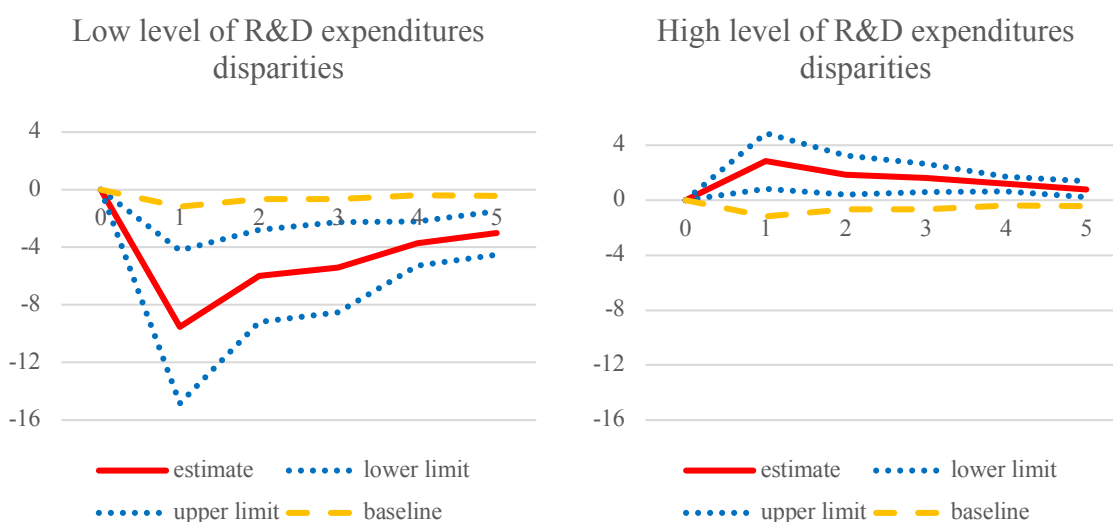 Low level of R&D expenditures
disparities
4
0
-4
-8
-12
-16
0 1 2 3 4 5
estimate lower limit
upper limit baseline
High level of R&D expenditures
disparities
4
0
-4
-8
-12
-16
0 1 2 3 4 5
estimate lower limit
upper limit baseline